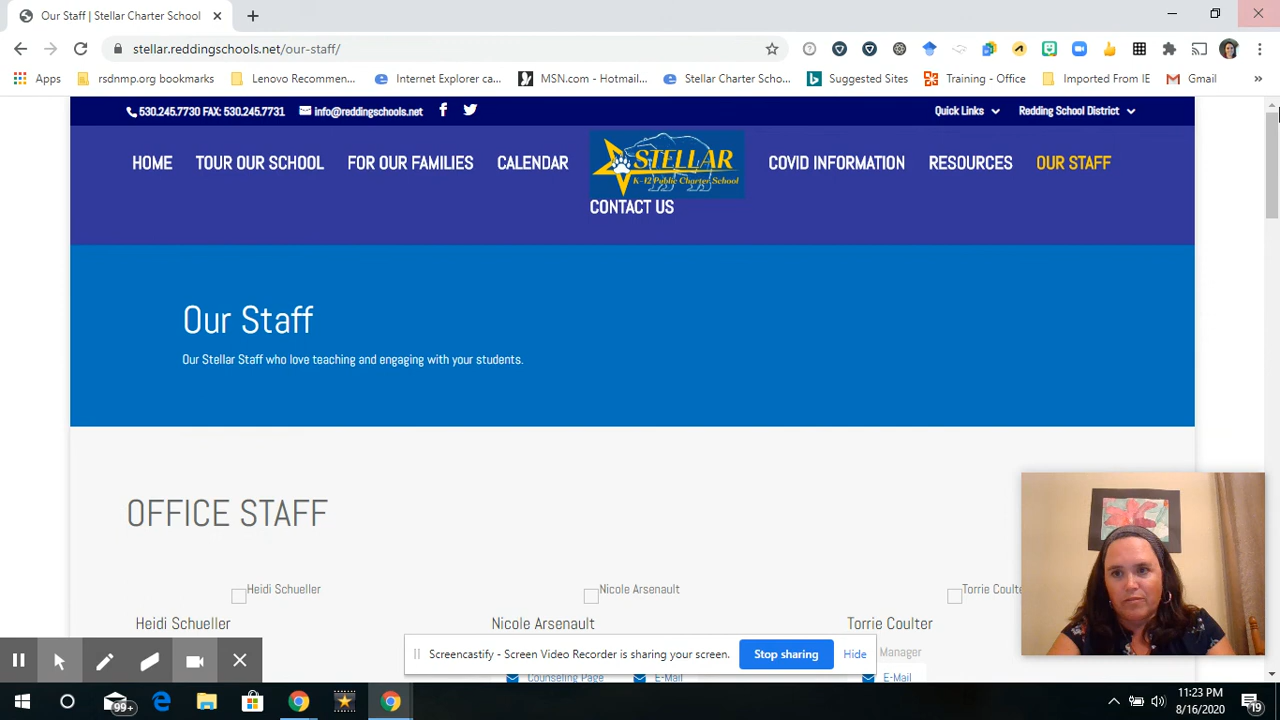 Our Staff | Stellar Charter School
stellar.reddingschools.net/our-staff/
Apps rsdnmp.org bookmarks Lenovo Recommen... Internet Explorer ca... MSN.com - Hotmail... Stellar Charter Scho... Suggested Sites Training - Office Imported From IE Gmail »
530.245.7730 FAX: 530.245.7731 info@reddingschools.net Quick Links Redding School District
HOME TOUR OUR SCHOOL FOR OUR FAMILIES CALENDAR STELLAR COVID INFORMATION RESOURCES OUR STAFF
K-12 Public Charter School
CONTACT US
Our Staff
Our Stellar Staff who love teaching and engaging with your students.
OFFICE STAFF
Heidi Schueller Nicole Arsenault Torrie Coulte
Heidi Schueller Nicole Arsenault Torrie Coulter
Manager
Screencastify - Screen Video Recorder is sharing your screen. Stop sharing Hide
Counseling Page E-Mail E-Mail
99+
11:23 PM
8/16/2020
19